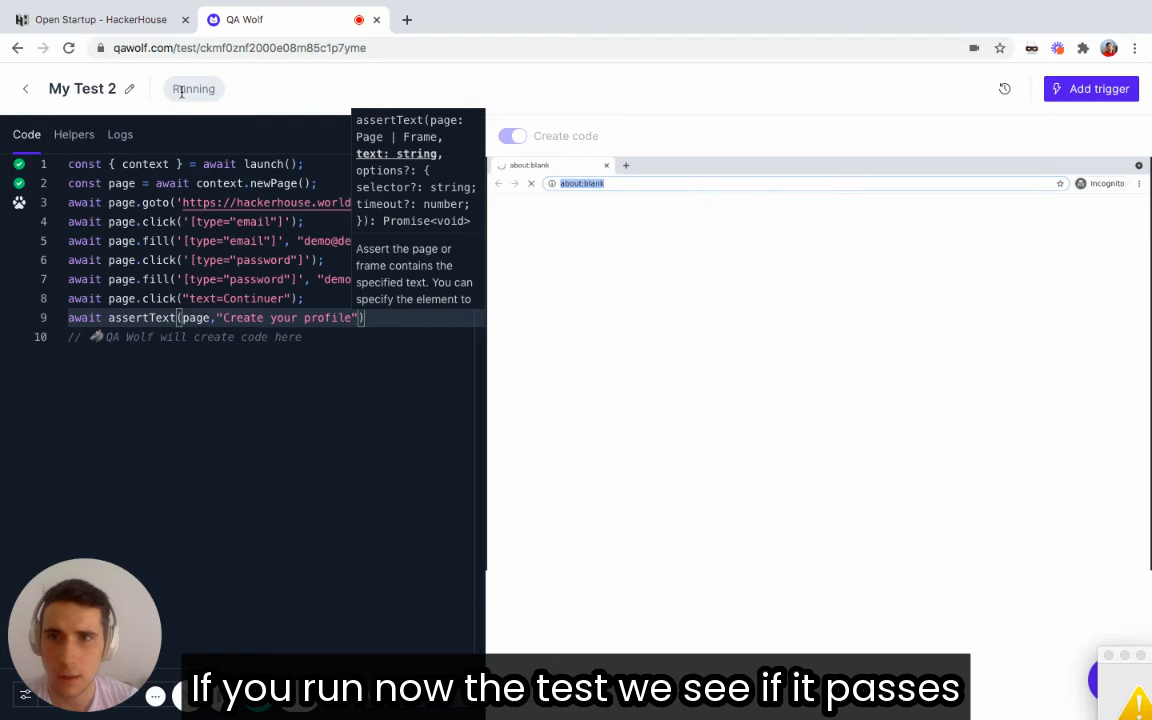 Open Startup - HackerHouse
QA Wolf
qawolf.com/test/ckmf0znf2000e08m85c1p7yme
My Test 2
Running
Add trigger
Code Helpers Logs
Create code
1 const { context } = await launch();
2 const page = await context.newPage();
3 await page.goto('https://hackerhouse.world
4 await page.click('[type="email"]');
5 await page.fill('[type="email"]', "demo@de
6 await page.click('[type="password"]');
7 await page.fill('[type="password"]', "demo
8 await page.click("text=Continuer");
9 await assertText(page,"Create your profile")
10 // QA Wolf will create code here
assertText(page:
Page | Frame,
text: string,
options?: {
selector?: string;
timeout?: number;
}): Promise<void>
Assert the page or
frame contains the
specified text. You can
specify the element to
about:blank
about:blank
Incognito
If you run now the test we see if it passes